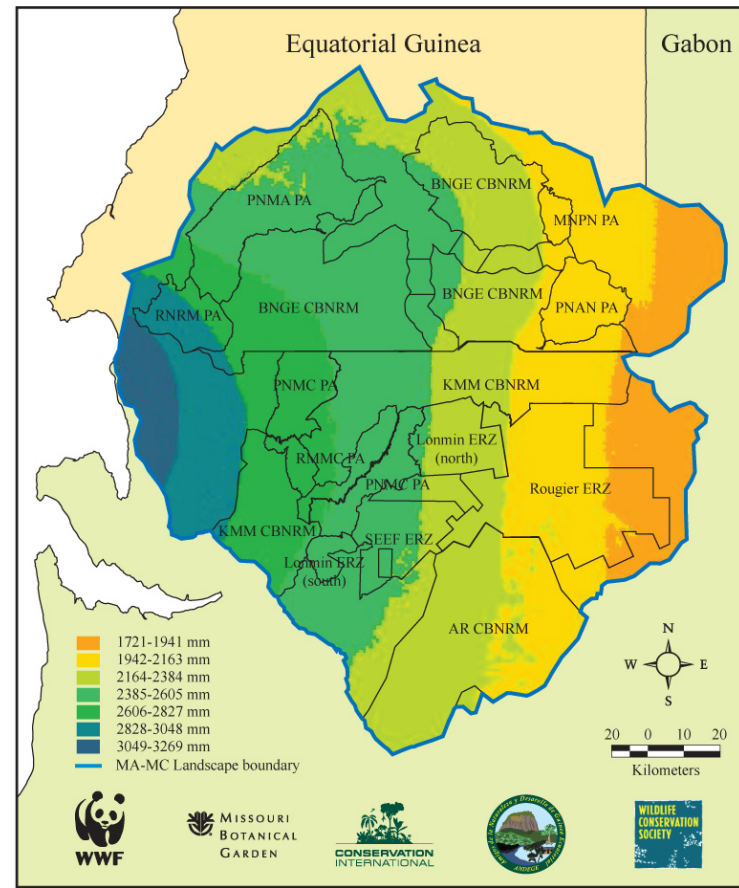 Equatorial Guinea
Gabon
BNGE CBNRM
PNMA PA
MNPN PA
BNGE CBNRM
BNGE CBNRM
PNAN PA
RNRM PA
PNMC PA
KMM CBNRM
Lonmin ERZ
(north)
RMMC PA
PNMC PA
Rougier ERZ
KMM CBNRM
SEEF ERZ
Lonmin ERZ
(south)
AR CBNRM
1721-1941 mm
1942-2163 mm
2164-2384 mm
2385-2605 mm
2606-2827 mm
2828-3048 mm
3049-3269 mm
MA-MC Landscape boundary
N
W E
S
20 0 10 20
Kilometers
WWF
MISSOURI
BOTANICAL
GARDEN
CONSERVATION
INTERNATIONAL
ANDEGE
WILDLIFE
CONSERVATION
SOCIETY